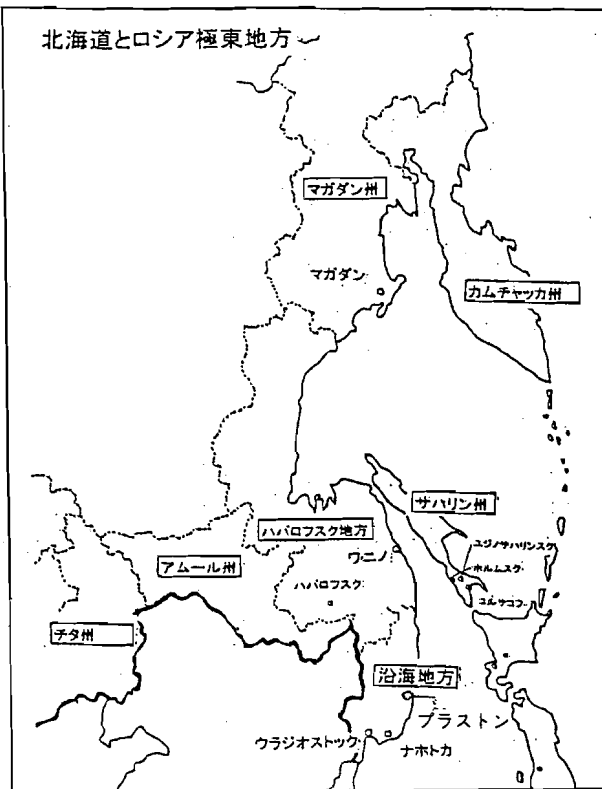 北海道とロシア極東地方
マガダン州
マガダン
カムチャッカ州
サハリン州
ハバロフスク地方
ユジノサハリンスク
ワニノ
ホルムスク
アムール州
ハバロフスク
コルサコフ
チタ州
沿海地方
プラストン
ウラジオストック
ナホトカ